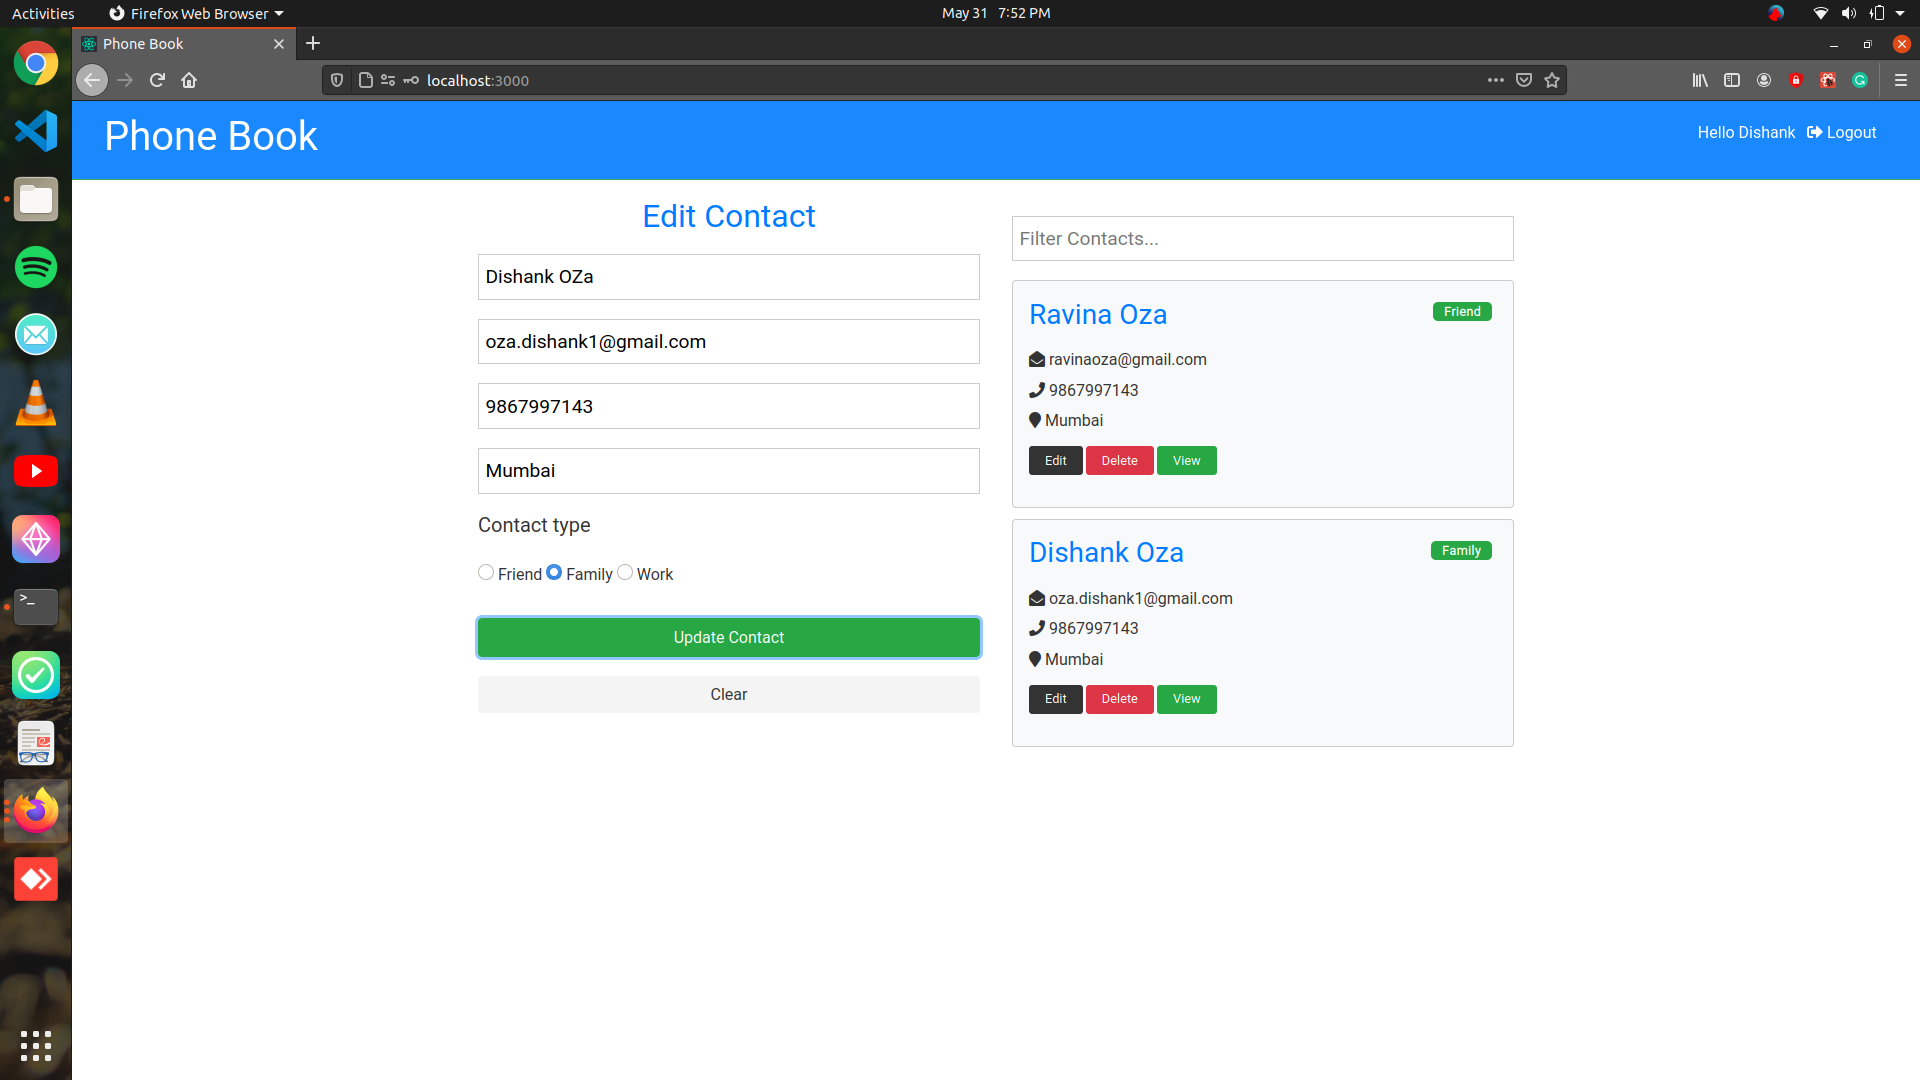 Activities
Firefox Web Browser
May 31 7:52 PM
Phone Book
localhost:3000
Phone Book
Hello Dishank
Logout
Edit Contact
Dishank OZa
oza.dishank1@gmail.com
9867997143
Mumbai
Contact type
Friend
Family
Work
Update Contact
Clear
Filter Contacts...
Ravina Oza
Friend
ravinaoza@gmail.com
9867997143
Mumbai
Edit
Delete
View
Dishank Oza
Family
oza.dishank1@gmail.com
9867997143
Mumbai
Edit
Delete
View